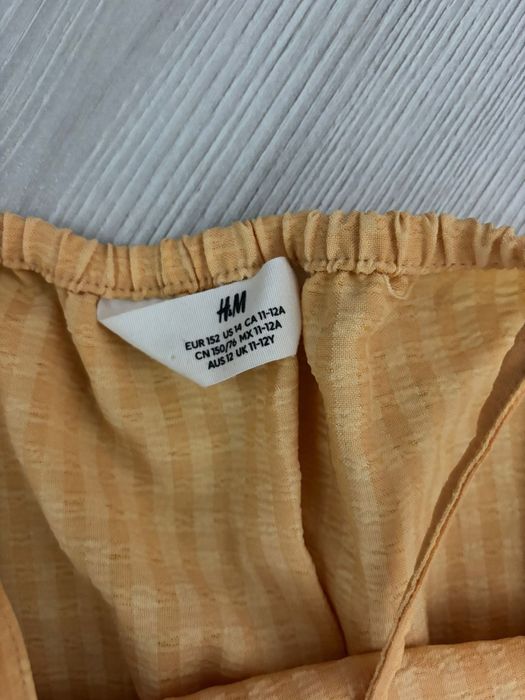 H&M
EUR 152 US 14 CA 11-12A
CN 150/76 MX 11-12A
AUS 12 UK 11-12Y